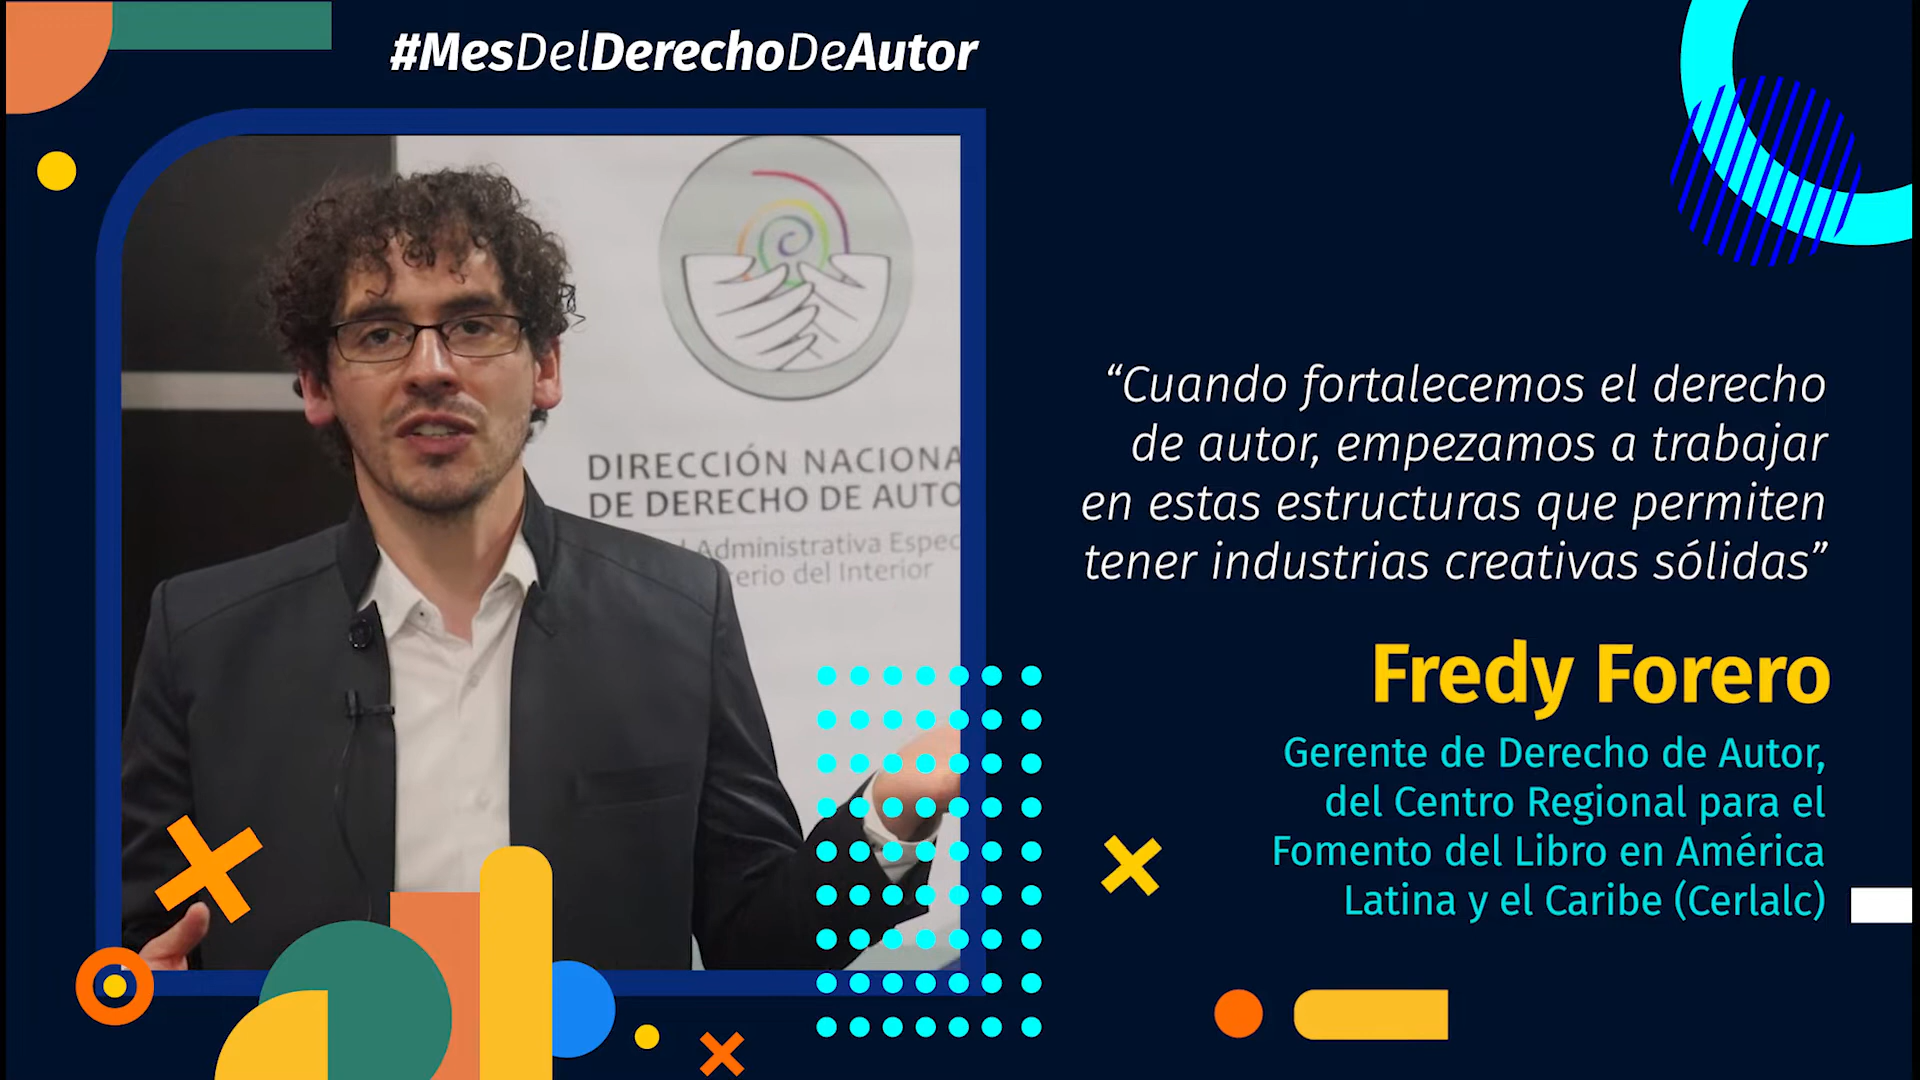 #MesDelDerechoDeAutor
DIRECCIÓN NACIONA
DE DERECHO DE AUTO
Administrativa Espec
erio del Interior
“Cuando fortalecemos el derecho
de autor, empezamos a trabajar
en estas estructuras que permiten
tener industrias creativas sólidas”
Fredy Forero
Gerente de Derecho de Autor,
del Centro Regional para el
Fomento del Libro en América
Latina y el Caribe (Cerlalc)